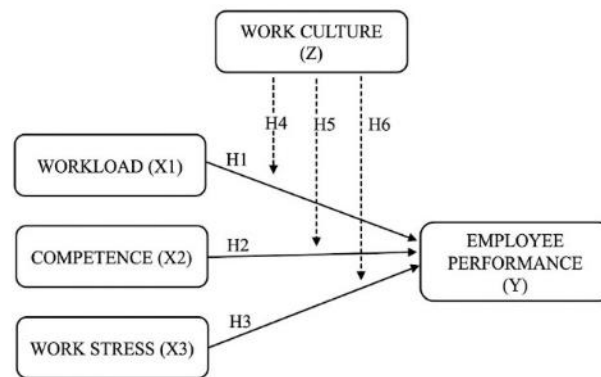 WORK CULTURE
(Z)
H4
H5
H6
WORKLOAD (X1)
H1
COMPETENCE (X2)
H2
EMPLOYEE
PERFORMANCE
(Y)
WORK STRESS (X3)
H3